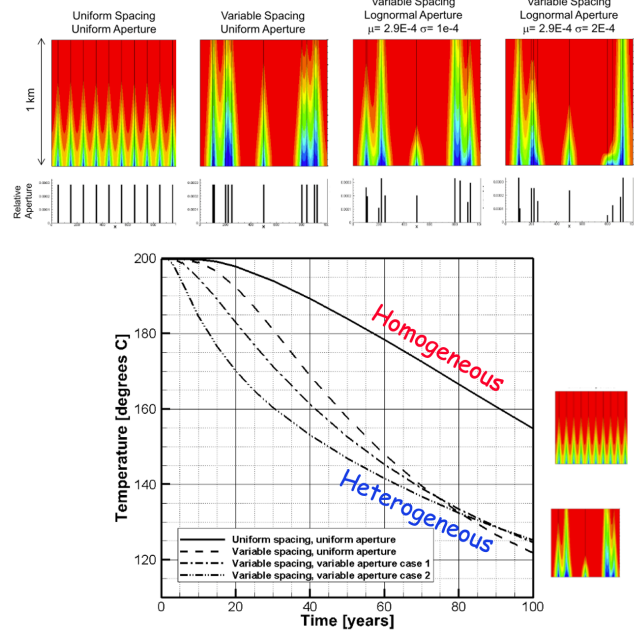 Uniform Spacing
Uniform Aperture
Variable Spacing
Uniform Aperture
Variable Spacing
Lognormal Aperture
μ= 2.9E-4 σ= 1e-4
Variable Spacing
Lognormal Aperture
μ= 2.9E-4 σ= 2E-4
1 km
Relative
Aperture
Homogeneous
Heterogeneous
Temperature [degrees C]
200
180
160
140
120
Uniform spacing, uniform aperture
Variable spacing, uniform aperture
Variable spacing, variable aperture case 1
Variable spacing, variable aperture case 2
0 20 40 60 80 100
Time [years]